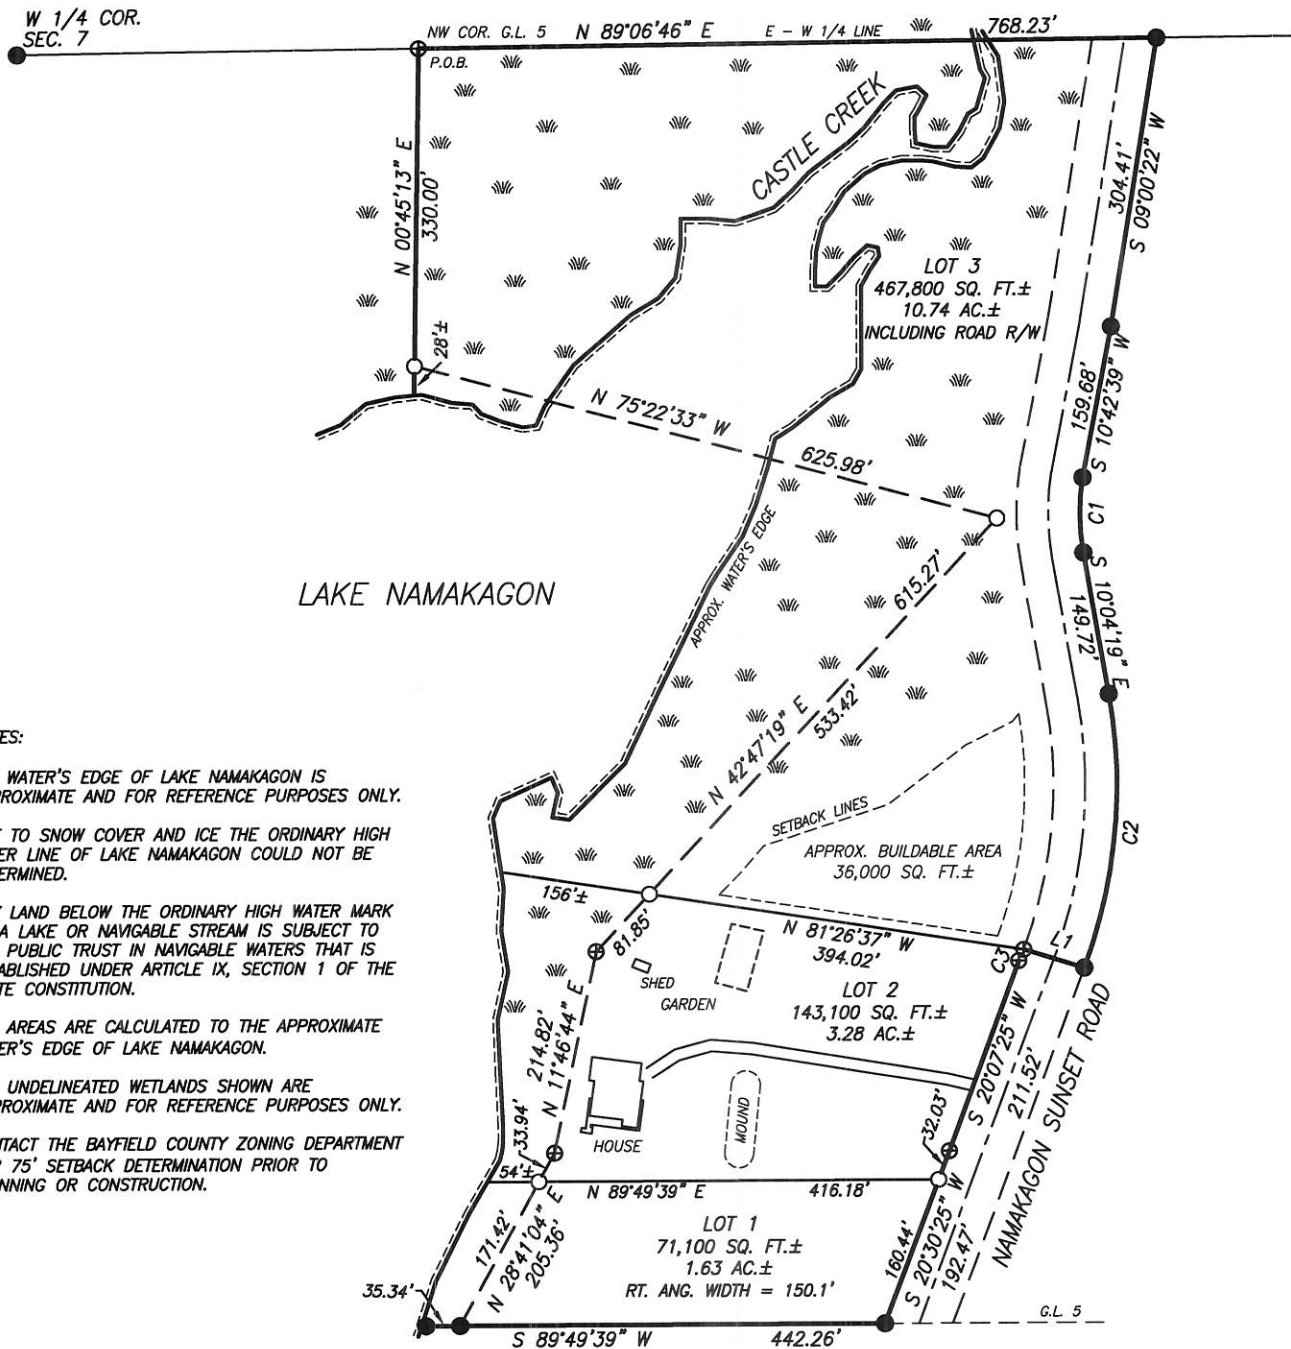 W 1/4 COR.
SEC. 7
NW COR. G.L. 5
N 89°06'46" E
E - W 1/4 LINE
768.23'
P.O.B.
CASTLE CREEK
N 00°45'13" E
330.00'
28'±
S 09°00'22" W
304.41'
LOT 3
467,800 SQ. FT.±
10.74 AC.±
INCLUDING ROAD R/W
159.68'
S 10°42'39" W
N 75°22'33" W
625.98'
C1
APPROX. WATER'S EDGE
615.27'
S 10°04'19" E
149.72'
LAKE NAMAKAGON
N 42°47'19" E
533.42'
ES:
WATER'S EDGE OF LAKE NAMAKAGON IS
PROXIMATE AND FOR REFERENCE PURPOSES ONLY.
E TO SNOW COVER AND ICE THE ORDINARY HIGH
ER LINE OF LAKE NAMAKAGON COULD NOT BE
ERMINED.
LAND BELOW THE ORDINARY HIGH WATER MARK
A LAKE OR NAVIGABLE STREAM IS SUBJECT TO
PUBLIC TRUST IN NAVIGABLE WATERS THAT IS
ABLISHED UNDER ARTICLE IX, SECTION 1 OF THE
TE CONSTITUTION.
AREAS ARE CALCULATED TO THE APPROXIMATE
ER'S EDGE OF LAKE NAMAKAGON.
UNDELINEATED WETLANDS SHOWN ARE
PROXIMATE AND FOR REFERENCE PURPOSES ONLY.
NTACT THE BAYFIELD COUNTY ZONING DEPARTMENT
75' SETBACK DETERMINATION PRIOR TO
NNING OR CONSTRUCTION.
SETBACK LINES
APPROX. BUILDABLE AREA
36,000 SQ. FT.±
C2
156'±
81.85'
N 81°26'37" W
394.02'
L1
C3
SHED
GARDEN
LOT 2
143,100 SQ. FT.±
3.28 AC.±
214.82'
N 11°46'44" E
S 20°07'25" W
211.52'
NAMAKAGON SUNSET ROAD
HOUSE
MOUND
33.94'
32.03'
54'±
N 89°49'39" E
416.18'
LOT 1
71,100 SQ. FT.±
1.63 AC.±
RT. ANG. WIDTH = 150.1'
171.42'
N 28°41'04" E
205.36'
160.44'
S 20°30'25" W
192.47'
35.34'
S 89°49'39" W
442.26'
G.L. 5